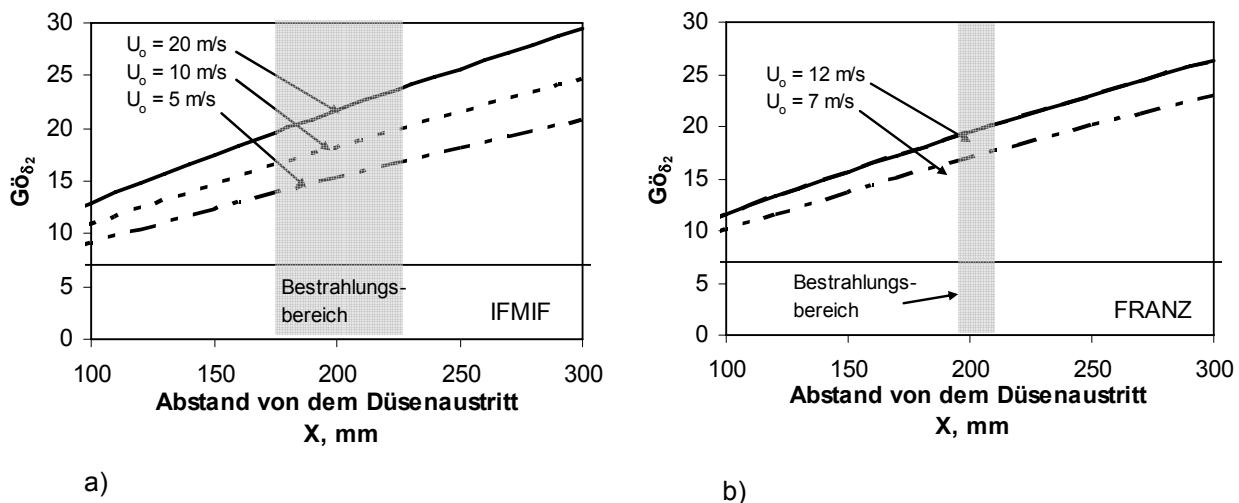 30
25
20
15
10
5
0
Gö_δ₂
U_o = 20 m/s
U_o = 10 m/s
U_o = 5 m/s
Bestrahlungs-
bereich
IFMIF
100 150 200 250 300
Abstand von dem Düsenaustritt
X, mm
a)
30
25
20
15
10
5
0
Gö_δ₂
U_o = 12 m/s
U_o = 7 m/s
Bestrahlungs-
bereich
FRANZ
100 150 200 250 300
Abstand von dem Düsenaustritt
X, mm
b)